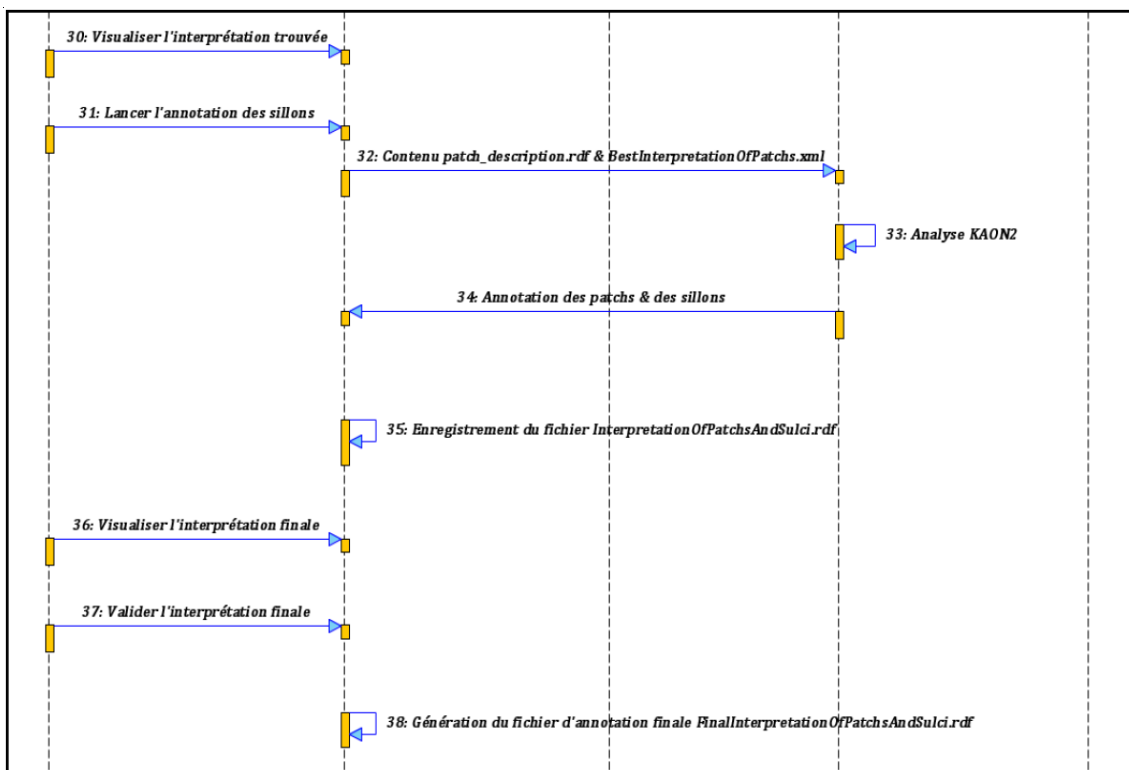 30: Visualiser l'interprétation trouvée
31: Lancer l'annotation des sillons
32: Contenu patch_description.rdf & BestInterpretationOfPatchs.xml
33: Analyse KAON2
34: Annotation des patchs & des sillons
35: Enregistrement du fichier InterpretationOfPatchsAndSulci.rdf
36: Visualiser l'interprétation finale
37: Valider l'interprétation finale
38: Génération du fichier d'annotation finale FinalInterpretationOfPatchsAndSulci.rdf